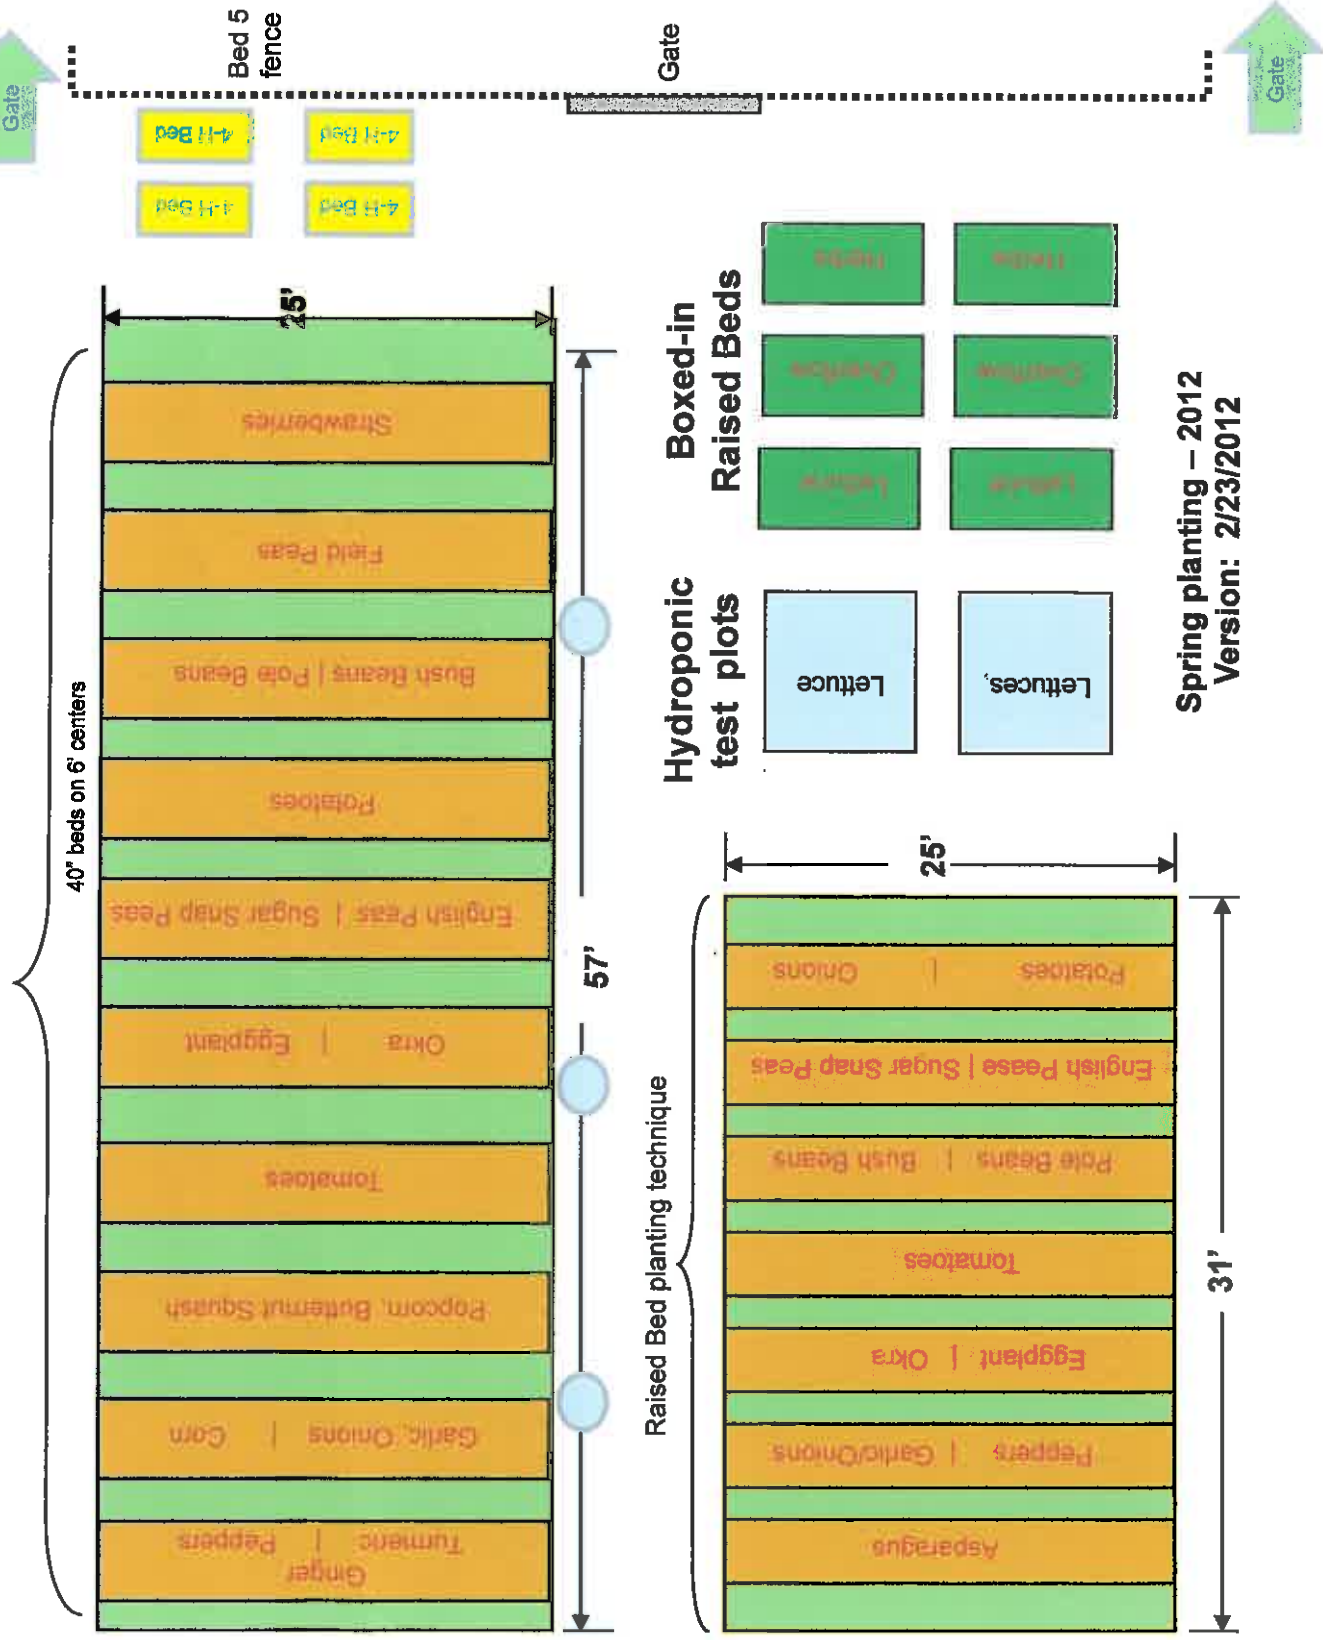 Gate
Bed 5
fence
Gate
Gate
4-H Bed
4-H Bed
4-H Bed
4-H Bed
40" beds on 6' centers
25'
Strawberries
Field Peas
Bush Beans | Pole Beans
Potatoes
English Peas | Sugar Snap Peas
Okra | Eggplant
Tomatoes
Popcorn, Butternut Squash
Garlic, Onions | Corn
Ginger
Turmeric | Peppers
57'
Boxed-in
Raised Beds
Herbs
Herbs
Overflow
Overflow
Lettuce
Lettuce
Hydroponic
test plots
Lettuce
Lettuces,
Raised Bed planting technique
25'
Potatoes | Onions
English Pease | Sugar Snap Peas
Pole Beans | Bush Beans
Tomatoes
Eggplant | Okra
Peppers | Garlic/Onions
Asparagus
31'
Spring planting – 2012
Version: 2/23/2012